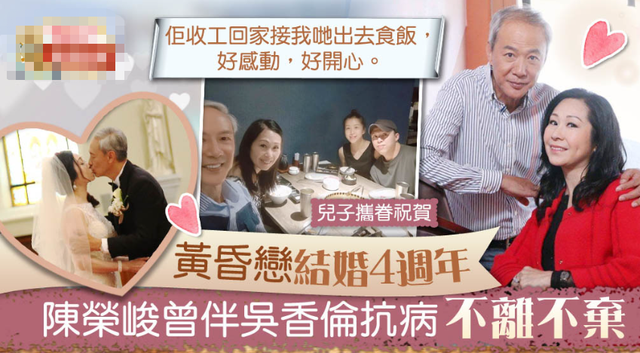 佢收工回家接我哋出去食飯，
好感動，好開心。
兒子攜眷祝賀
黃昏戀結婚4週年
陳榮峻曾伴吳香倫抗病不離不棄